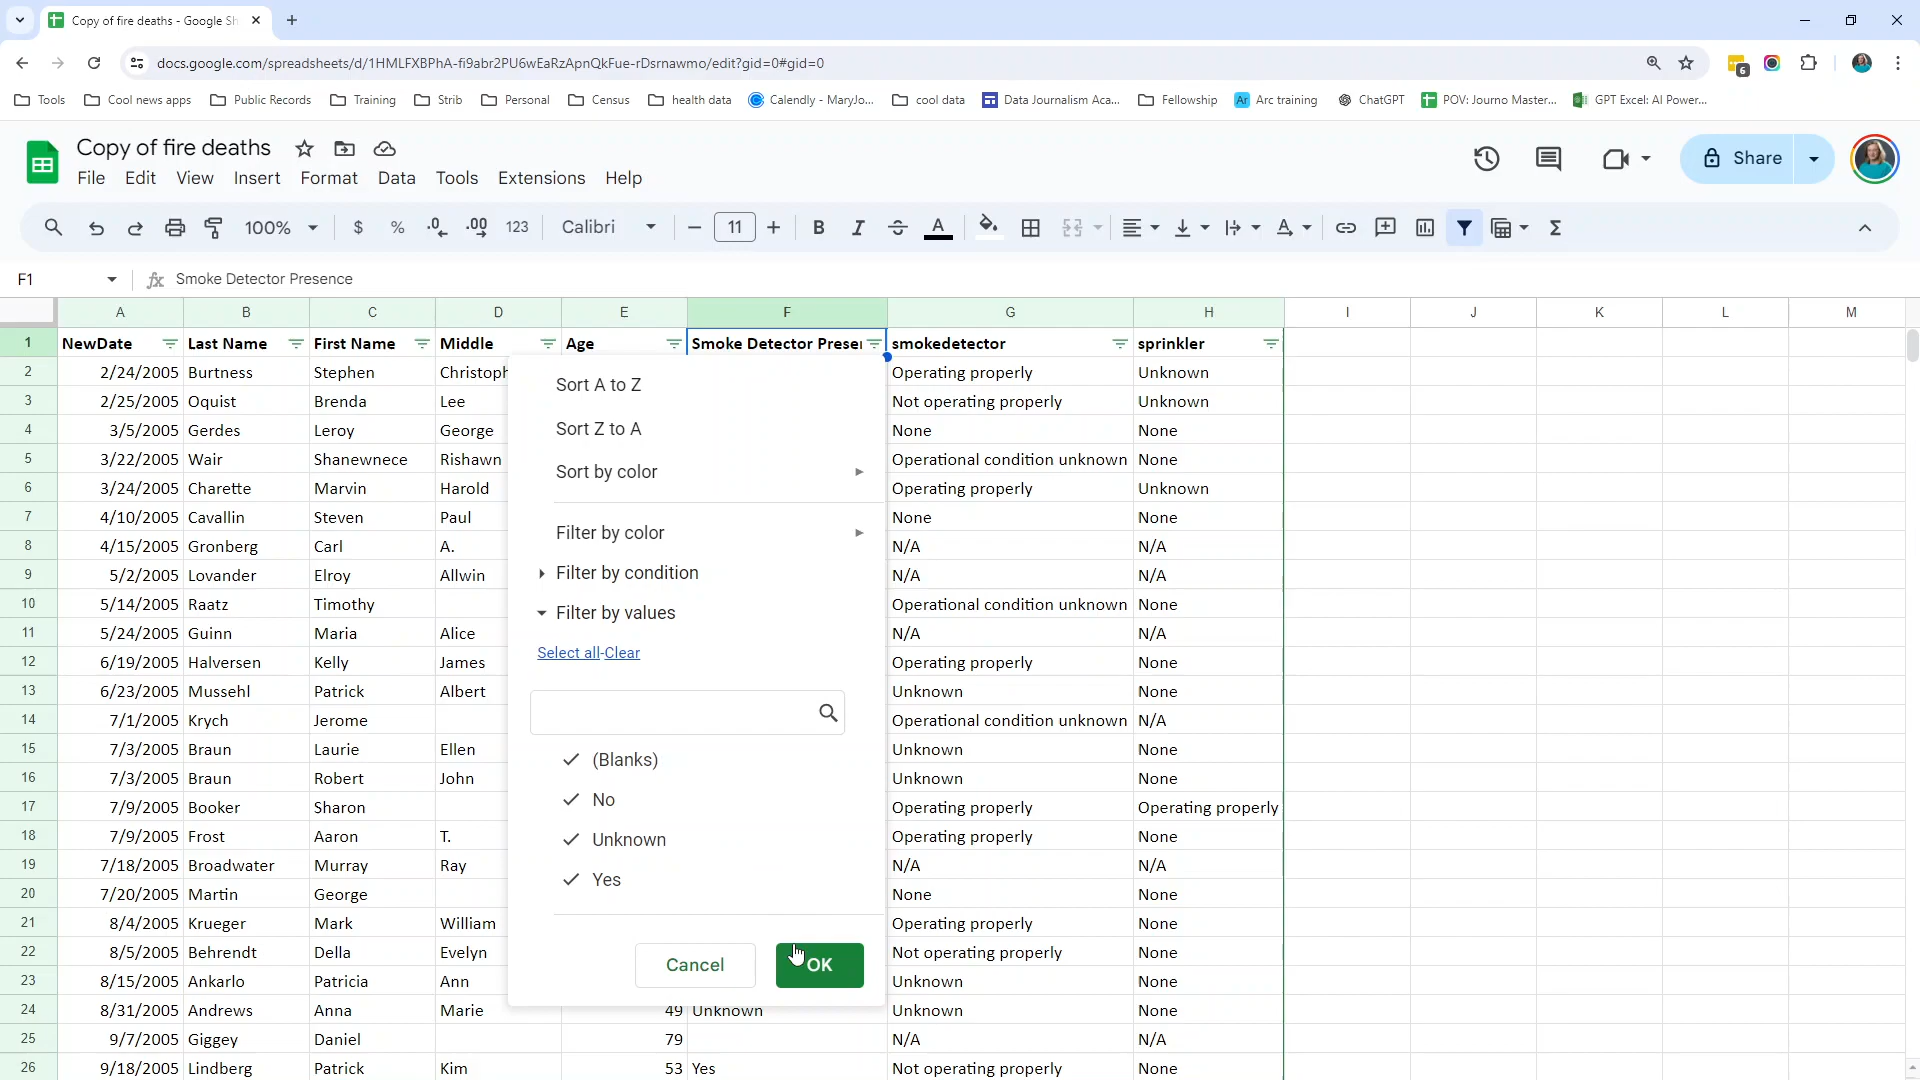 Copy of fire deaths - Google Sh
docs.google.com/spreadsheets/d/1HMLFXBPhA-fi9abr2PU6wEaRzApnQkFue-rDsrnawmo/edit?gid=0#gid=0
6
Tools Cool news apps Public Records Training Strib Personal Census health data Calendly - MaryJo... cool data Data Journalism Aca... Fellowship Ar Arc training ChatGPT POV: Journo Master... GPT Excel: AI Power...
Copy of fire deaths
File Edit View Insert Format Data Tools Extensions Help
Share
100% $ % .0 .00 123 Calibri 11 B I S A
F1 fx Smoke Detector Presence
A B C D E F G H I J K L M
1 NewDate Last Name First Name Middle Age Smoke Detector Presen smokedetector sprinkler
2 2/24/2005 Burtness Stephen Christoph Operating properly Unknown
3 2/25/2005 Oquist Brenda Lee Not operating properly Unknown
4 3/5/2005 Gerdes Leroy George None None
5 3/22/2005 Wair Shanewnece Rishawn Operational condition unknown None
6 3/24/2005 Charette Marvin Harold Operating properly Unknown
7 4/10/2005 Cavallin Steven Paul None None
8 4/15/2005 Gronberg Carl A. N/A N/A
9 5/2/2005 Lovander Elroy Allwin N/A N/A
10 5/14/2005 Raatz Timothy Operational condition unknown None
11 5/24/2005 Guinn Maria Alice N/A N/A
12 6/19/2005 Halversen Kelly James Operating properly None
13 6/23/2005 Mussehl Patrick Albert Unknown None
14 7/1/2005 Krych Jerome Operational condition unknown N/A
15 7/3/2005 Braun Laurie Ellen Unknown None
16 7/3/2005 Braun Robert John Unknown None
17 7/9/2005 Booker Sharon Operating properly Operating properly
18 7/9/2005 Frost Aaron T. Operating properly None
19 7/18/2005 Broadwater Murray Ray N/A N/A
20 7/20/2005 Martin George None None
21 8/4/2005 Krueger Mark William Operating properly None
22 8/5/2005 Behrendt Della Evelyn Not operating properly None
23 8/15/2005 Ankarlo Patricia Ann Unknown None
24 8/31/2005 Andrews Anna Marie 49 Unknown Unknown None
25 9/7/2005 Giggey Daniel 79 N/A N/A
26 9/18/2005 Lindberg Patrick Kim 53 Yes Not operating properly None
Sort A to Z
Sort Z to A
Sort by color
Filter by color
Filter by condition
Filter by values
Select all-Clear
(Blanks)
No
Unknown
Yes
Cancel OK